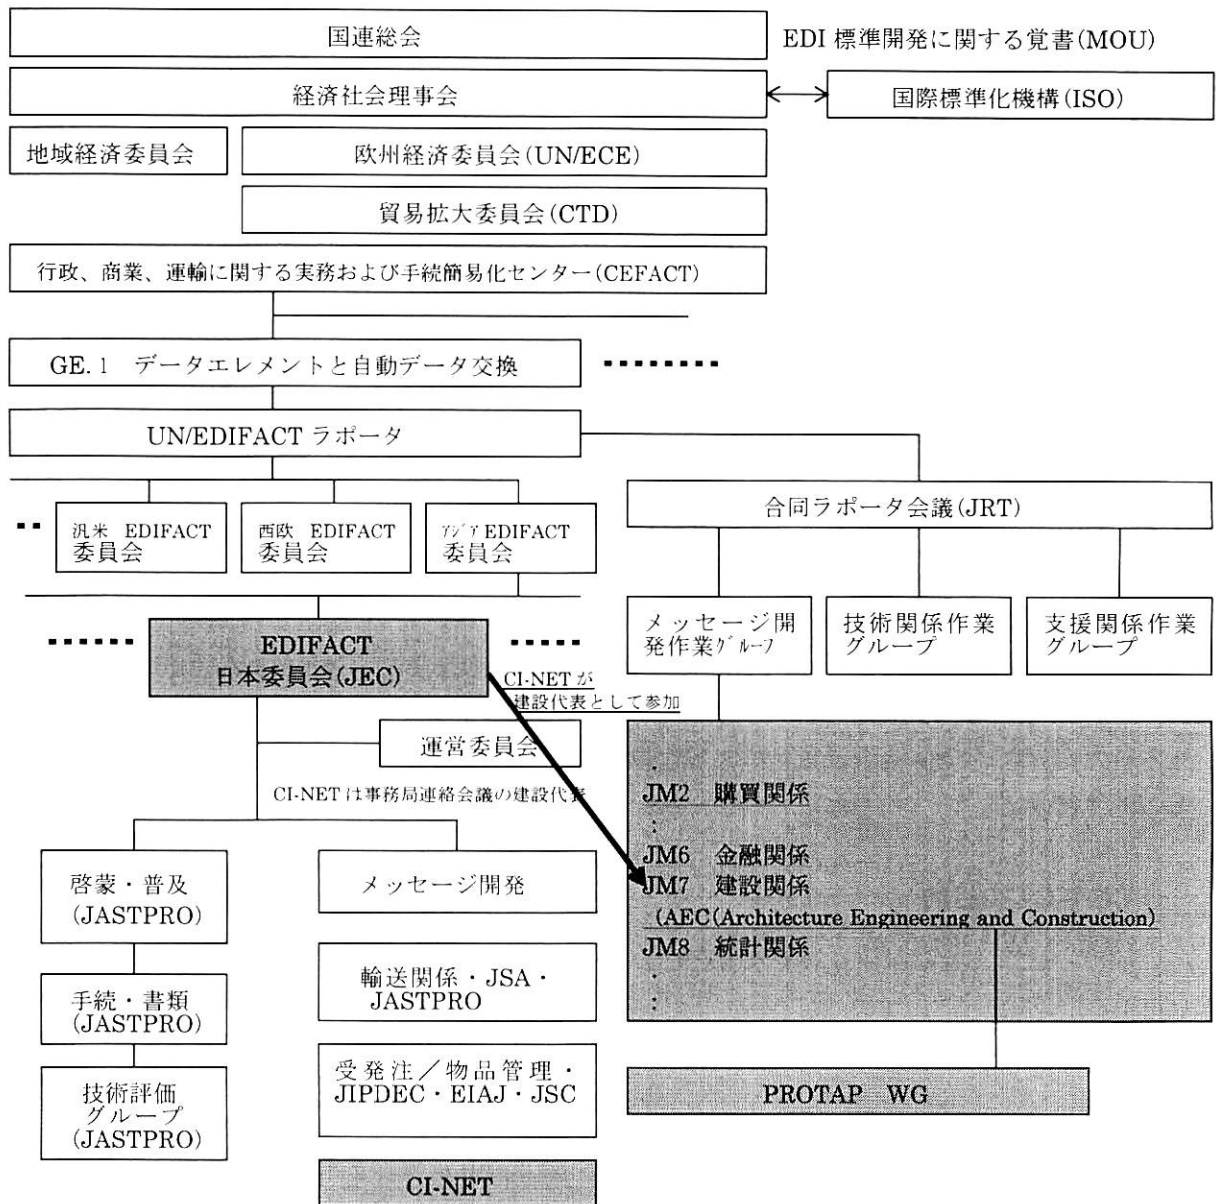 国連総会
EDI 標準開発に関する覚書(MOU)
経済社会理事会
国際標準化機構(ISO)
地域経済委員会
欧州経済委員会(UN/ECE)
貿易拡大委員会(CTD)
行政、商業、運輸に関する実務および手続簡易化センター(CEFACT)
GE.1 データエレメントと自動データ交換
UN/EDIFACT ラポータ
合同ラポータ会議(JRT)
汎米 EDIFACT
委員会
西欧 EDIFACT
委員会
アジア EDIFACT
委員会
メッセージ開
発作業グループ
技術関係作業
グループ
支援関係作業
グループ
EDIFACT
日本委員会(JEC)
CI-NET が
建設代表として参加
運営委員会
CI-NET は事務局連絡会議の建設代表
JM2 購買関係
JM6 金融関係
JM7 建設関係
(AEC(Architecture Engineering and Construction)
JM8 統計関係
啓蒙・普及
(JASTPRO)
メッセージ開発
手続・書類
(JASTPRO)
輸送関係・JSA・
JASTPRO
技術評価
グループ
(JASTPRO)
受発注／物品管理・
JIPDEC・EIAJ・JSC
PROTAP WG
CI-NET